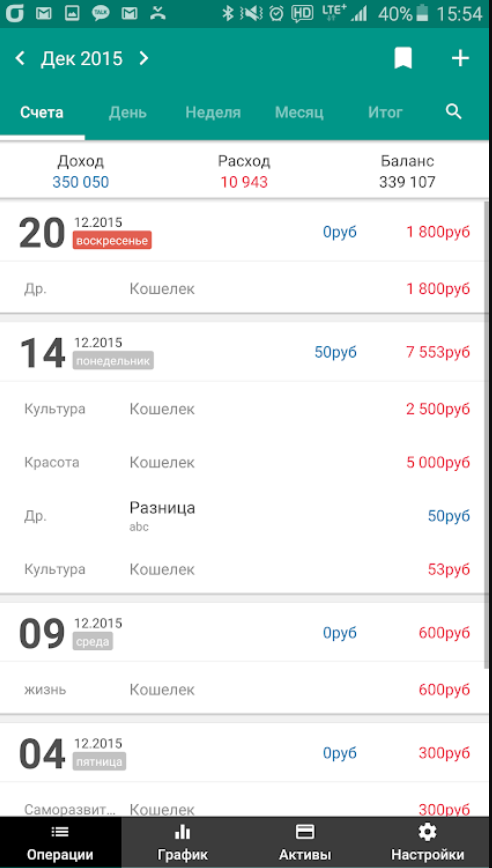 TALK HD LTE+ 40% 15:54
Дек 2015
Счета День Неделя Месяц Итог
Доход Расход Баланс
350 050 10 943 339 107
20 12.2015 0руб 1 800руб
воскресенье
Др. Кошелек 1 800руб
14 12.2015 50руб 7 553руб
понедельник
Культура Кошелек 2 500руб
Красота Кошелек 5 000руб
Др. Разница 50руб
abc
Культура Кошелек 53руб
09 12.2015 0руб 600руб
среда
жизнь Кошелек 600руб
04 12.2015 0руб 300руб
пятница
Саморазвит... Кошелек 300руб
Операции График Активы Настройки